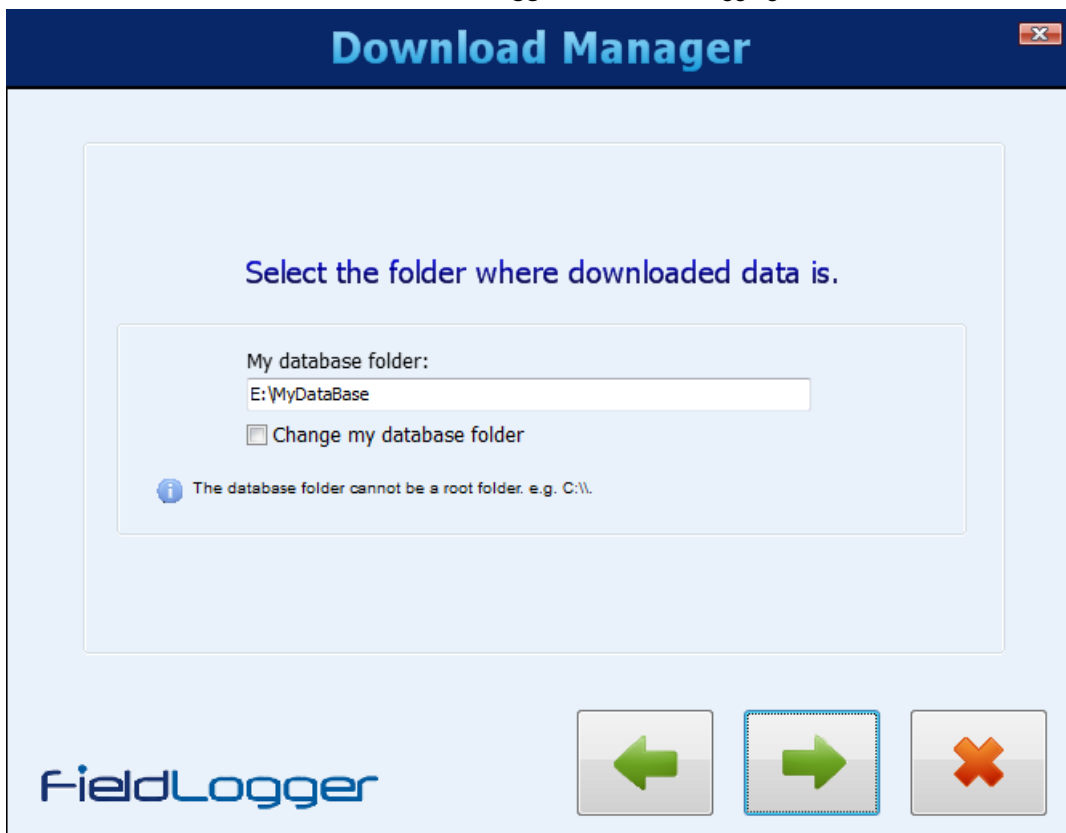 Download Manager
Select the folder where downloaded data is.
My database folder:
E:\MyDataBase
Change my database folder
The database folder cannot be a root folder. e.g. C:\\.
FieldLogger